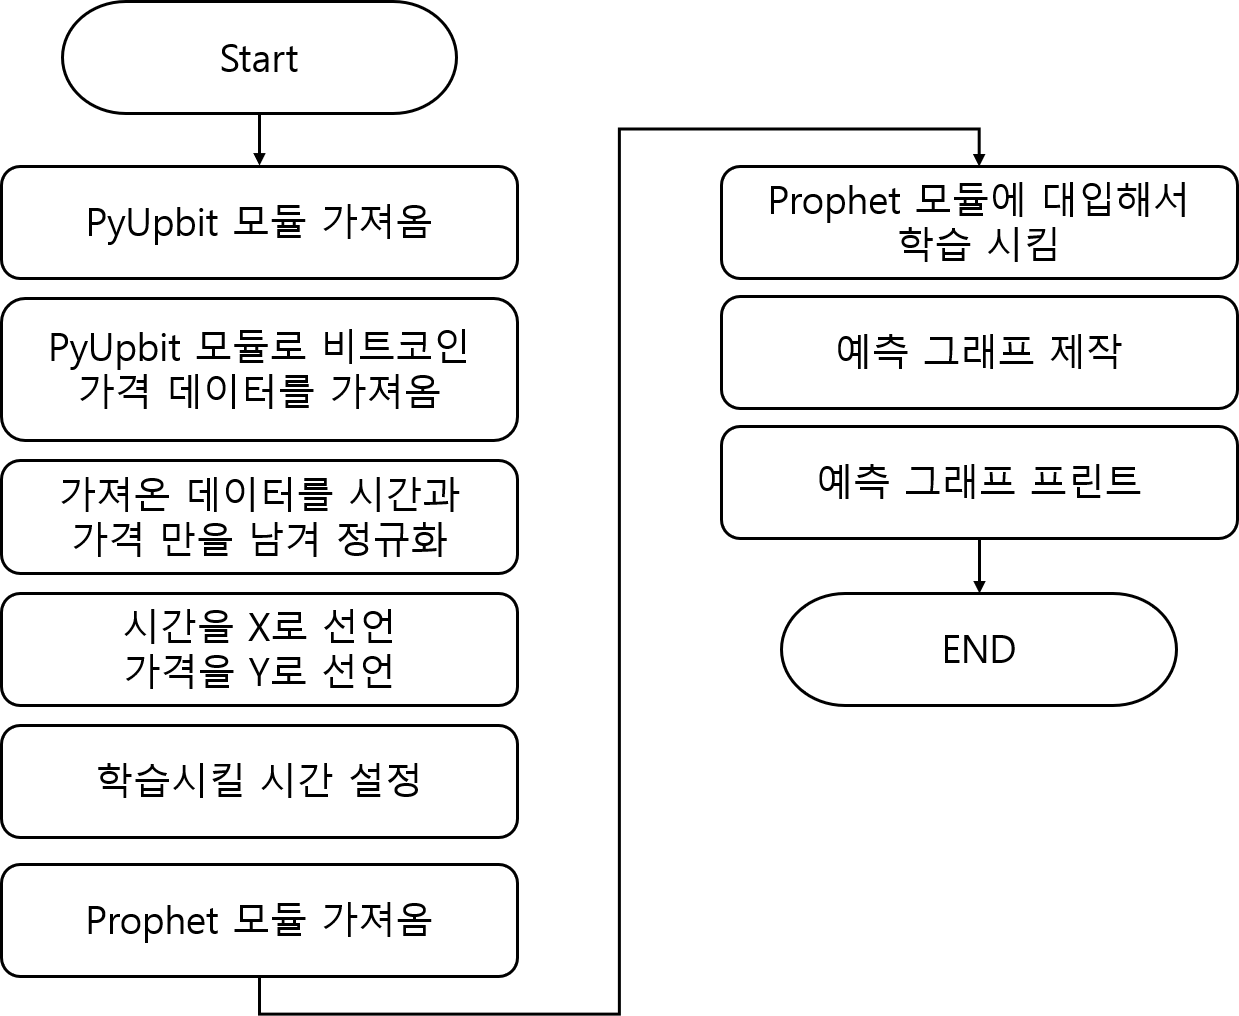 Start
PyUpbit 모듈 가져옴
PyUpbit 모듈로 비트코인
가격 데이터를 가져옴
가져온 데이터를 시간과
가격 만을 남겨 정규화
시간을 X로 선언
가격을 Y로 선언
학습시킬 시간 설정
Prophet 모듈 가져옴
Prophet 모듈에 대입해서
학습 시킴
예측 그래프 제작
예측 그래프 프린트
END